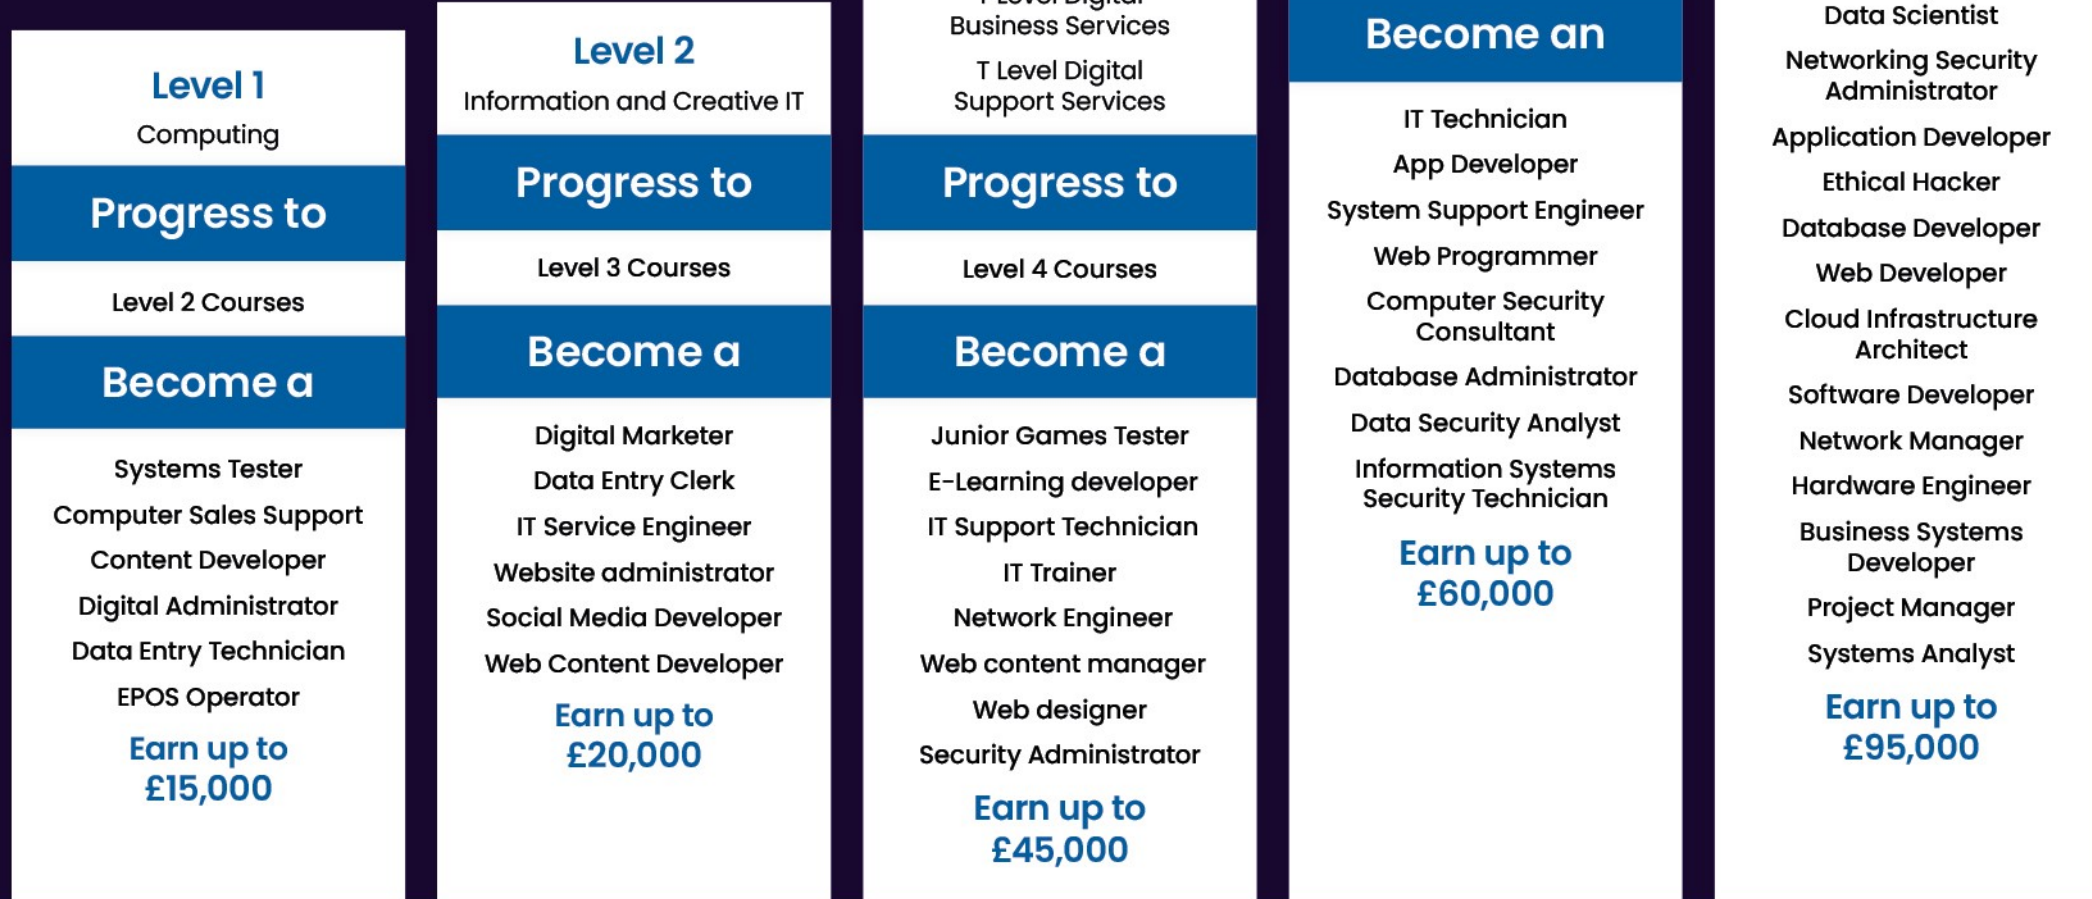 Level 1
Computing
Progress to
Level 2 Courses
Become a
Systems Tester
Computer Sales Support
Content Developer
Digital Administrator
Data Entry Technician
EPOS Operator
Earn up to
£15,000
Level 2
Information and Creative IT
Progress to
Level 3 Courses
Become a
Digital Marketer
Data Entry Clerk
IT Service Engineer
Website administrator
Social Media Developer
Web Content Developer
Earn up to
£20,000
T Level Digital
Business Services
T Level Digital
Support Services
Progress to
Level 4 Courses
Become a
Junior Games Tester
E-Learning developer
IT Support Technician
IT Trainer
Network Engineer
Web content manager
Web designer
Security Administrator
Earn up to
£45,000
Become an
IT Technician
App Developer
System Support Engineer
Web Programmer
Computer Security
Consultant
Database Administrator
Data Security Analyst
Information Systems
Security Technician
Earn up to
£60,000
Data Scientist
Networking Security
Administrator
Application Developer
Ethical Hacker
Database Developer
Web Developer
Cloud Infrastructure
Architect
Software Developer
Network Manager
Hardware Engineer
Business Systems
Developer
Project Manager
Systems Analyst
Earn up to
£95,000